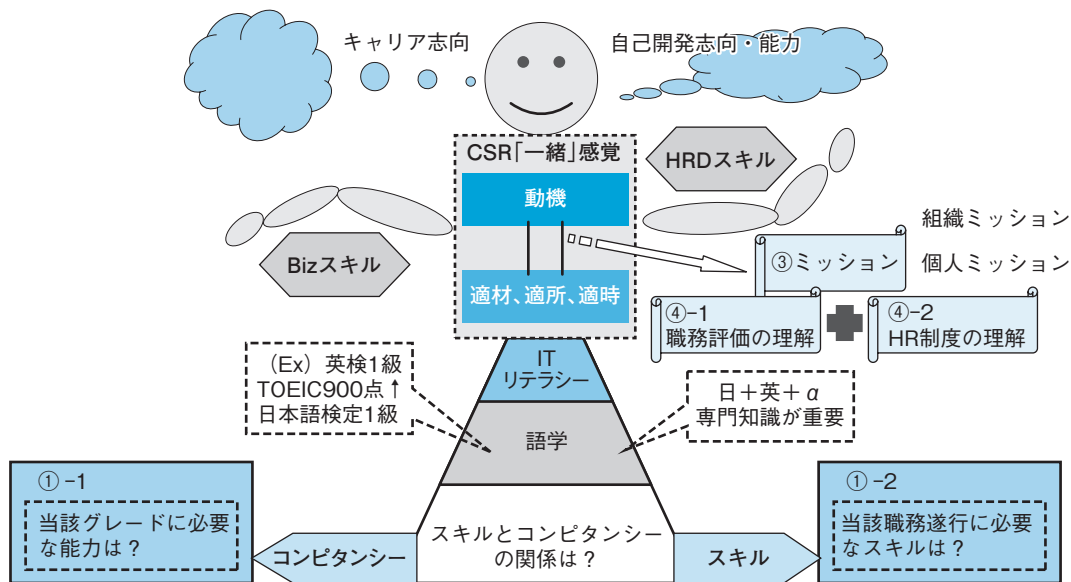 キャリア志向
自己開発志向・能力
CSR「一緒」感覚
HRDスキル
動機
組織ミッション
Bizスキル
③ミッション
個人ミッション
適材、適所、適時
④-1
職務評価の理解
④-2
HR制度の理解
IT
リテラシー
（Ex）英検1級
TOEIC900点↑
日本語検定1級
日＋英＋α
専門知識が重要
語学
①-1
当該グレードに必要
な能力は？
①-2
当該職務遂行に必要
なスキルは？
コンピタンシー
スキルとコンピタンシー
の関係は？
スキル